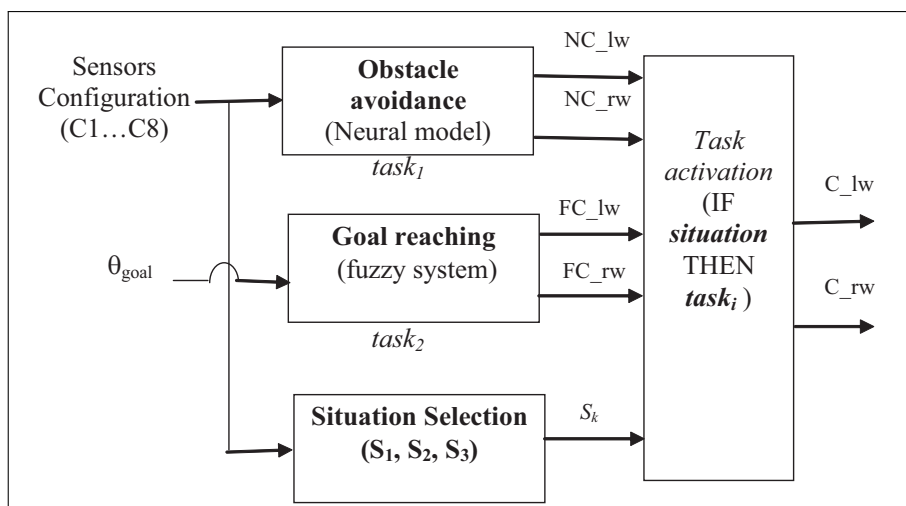 Sensors
Configuration
(C1…C8)
Obstacle
avoidance
(Neural model)
task₁
NC_lw
NC_rw
θgoal
Goal reaching
(fuzzy system)
task₂
FC_lw
FC_rw
Situation Selection
(S₁, S₂, S₃)
Sₖ
Task
activation
(IF
situation
THEN
taskᵢ )
C_lw
C_rw